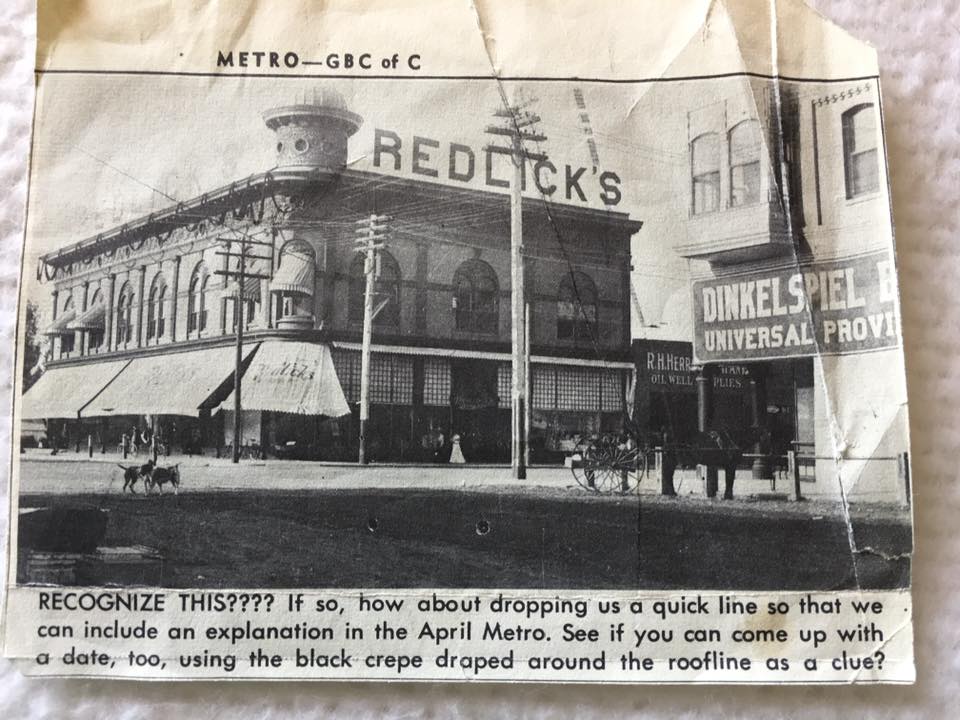 METRO—GBC of C
REDLICK'S
DINKELSPIEL
UNIVERSAL PROVI
R.H.HERR
OIL WELL
PLIES
RECOGNIZE THIS???? If so, how about dropping us a quick line so that we
can include an explanation in the April Metro. See if you can come up with
a date, too, using the black crepe draped around the roofline as a clue?